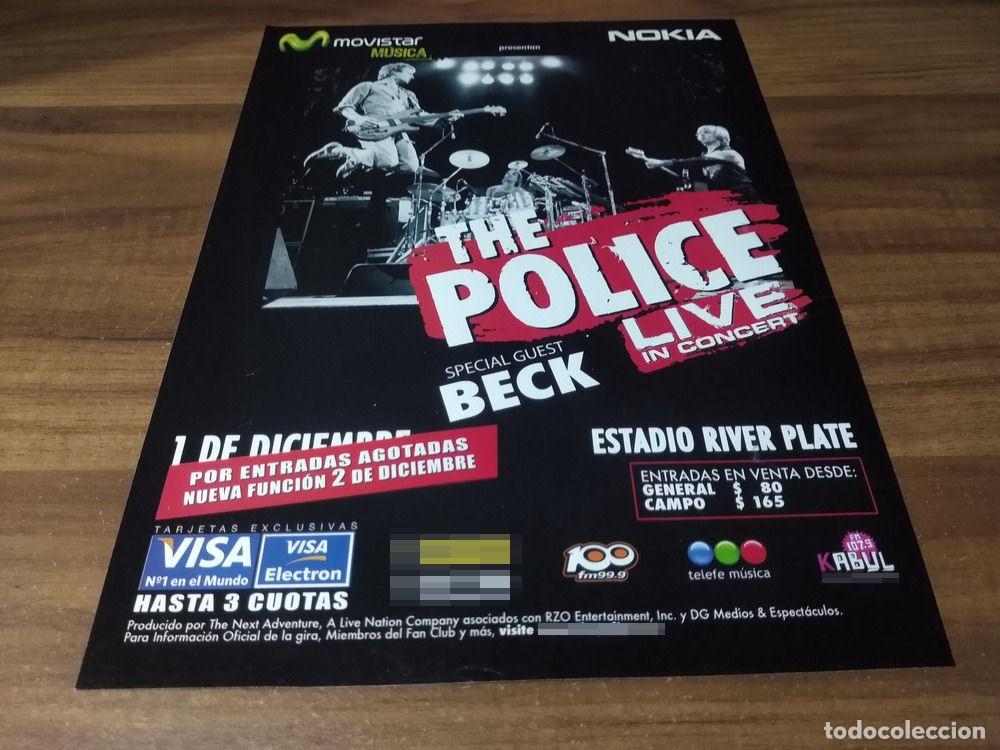 movistar
MÚSICA
presentan
NOKIA
THE
POLICE
LIVE
IN CONCERT
SPECIAL GUEST
BECK
1 DE DICIEMBRE
POR ENTRADAS AGOTADAS
NUEVA FUNCIÓN 2 DE DICIEMBRE
ESTADIO RIVER PLATE
ENTRADAS EN VENTA DESDE:
GENERAL $ 80
CAMPO $ 165
TARJETAS EXCLUSIVAS
VISA
Nº1 en el Mundo
VISA
Electron
HASTA 3 CUOTAS
100
fm99.9
telefe música
FM
107.9
KABUL
Producido por The Next Adventure, A Live Nation Company asociados con RZO Entertainment, Inc. y DG Medios & Espectáculos.
Para Información Oficial de la gira, Miembros del Fan Club y más, visite
todocoleccion